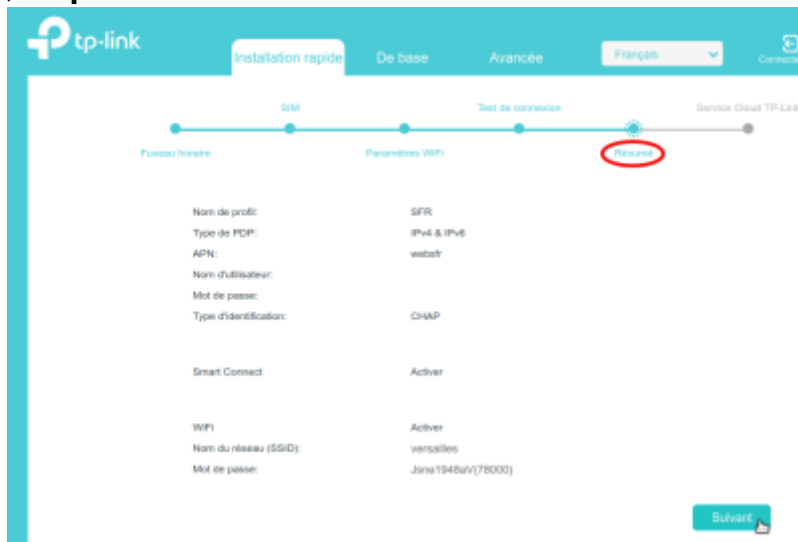 tp-link
Installation rapide De base Avancée Français
SIM Test de connexion Service Cloud TP-Link
Fuseau horaire Paramètres WiFi Résumé
Nom de profil: SFR
Type de PDP: IPv4 & IPv6
APN: websfr
Nom d'utilisateur:
Mot de passe:
Type d'identification: CHAP
Smart Connect Activer
WiFi Activer
Nom du réseau (SSID): versailles
Mot de passe:
Suivant